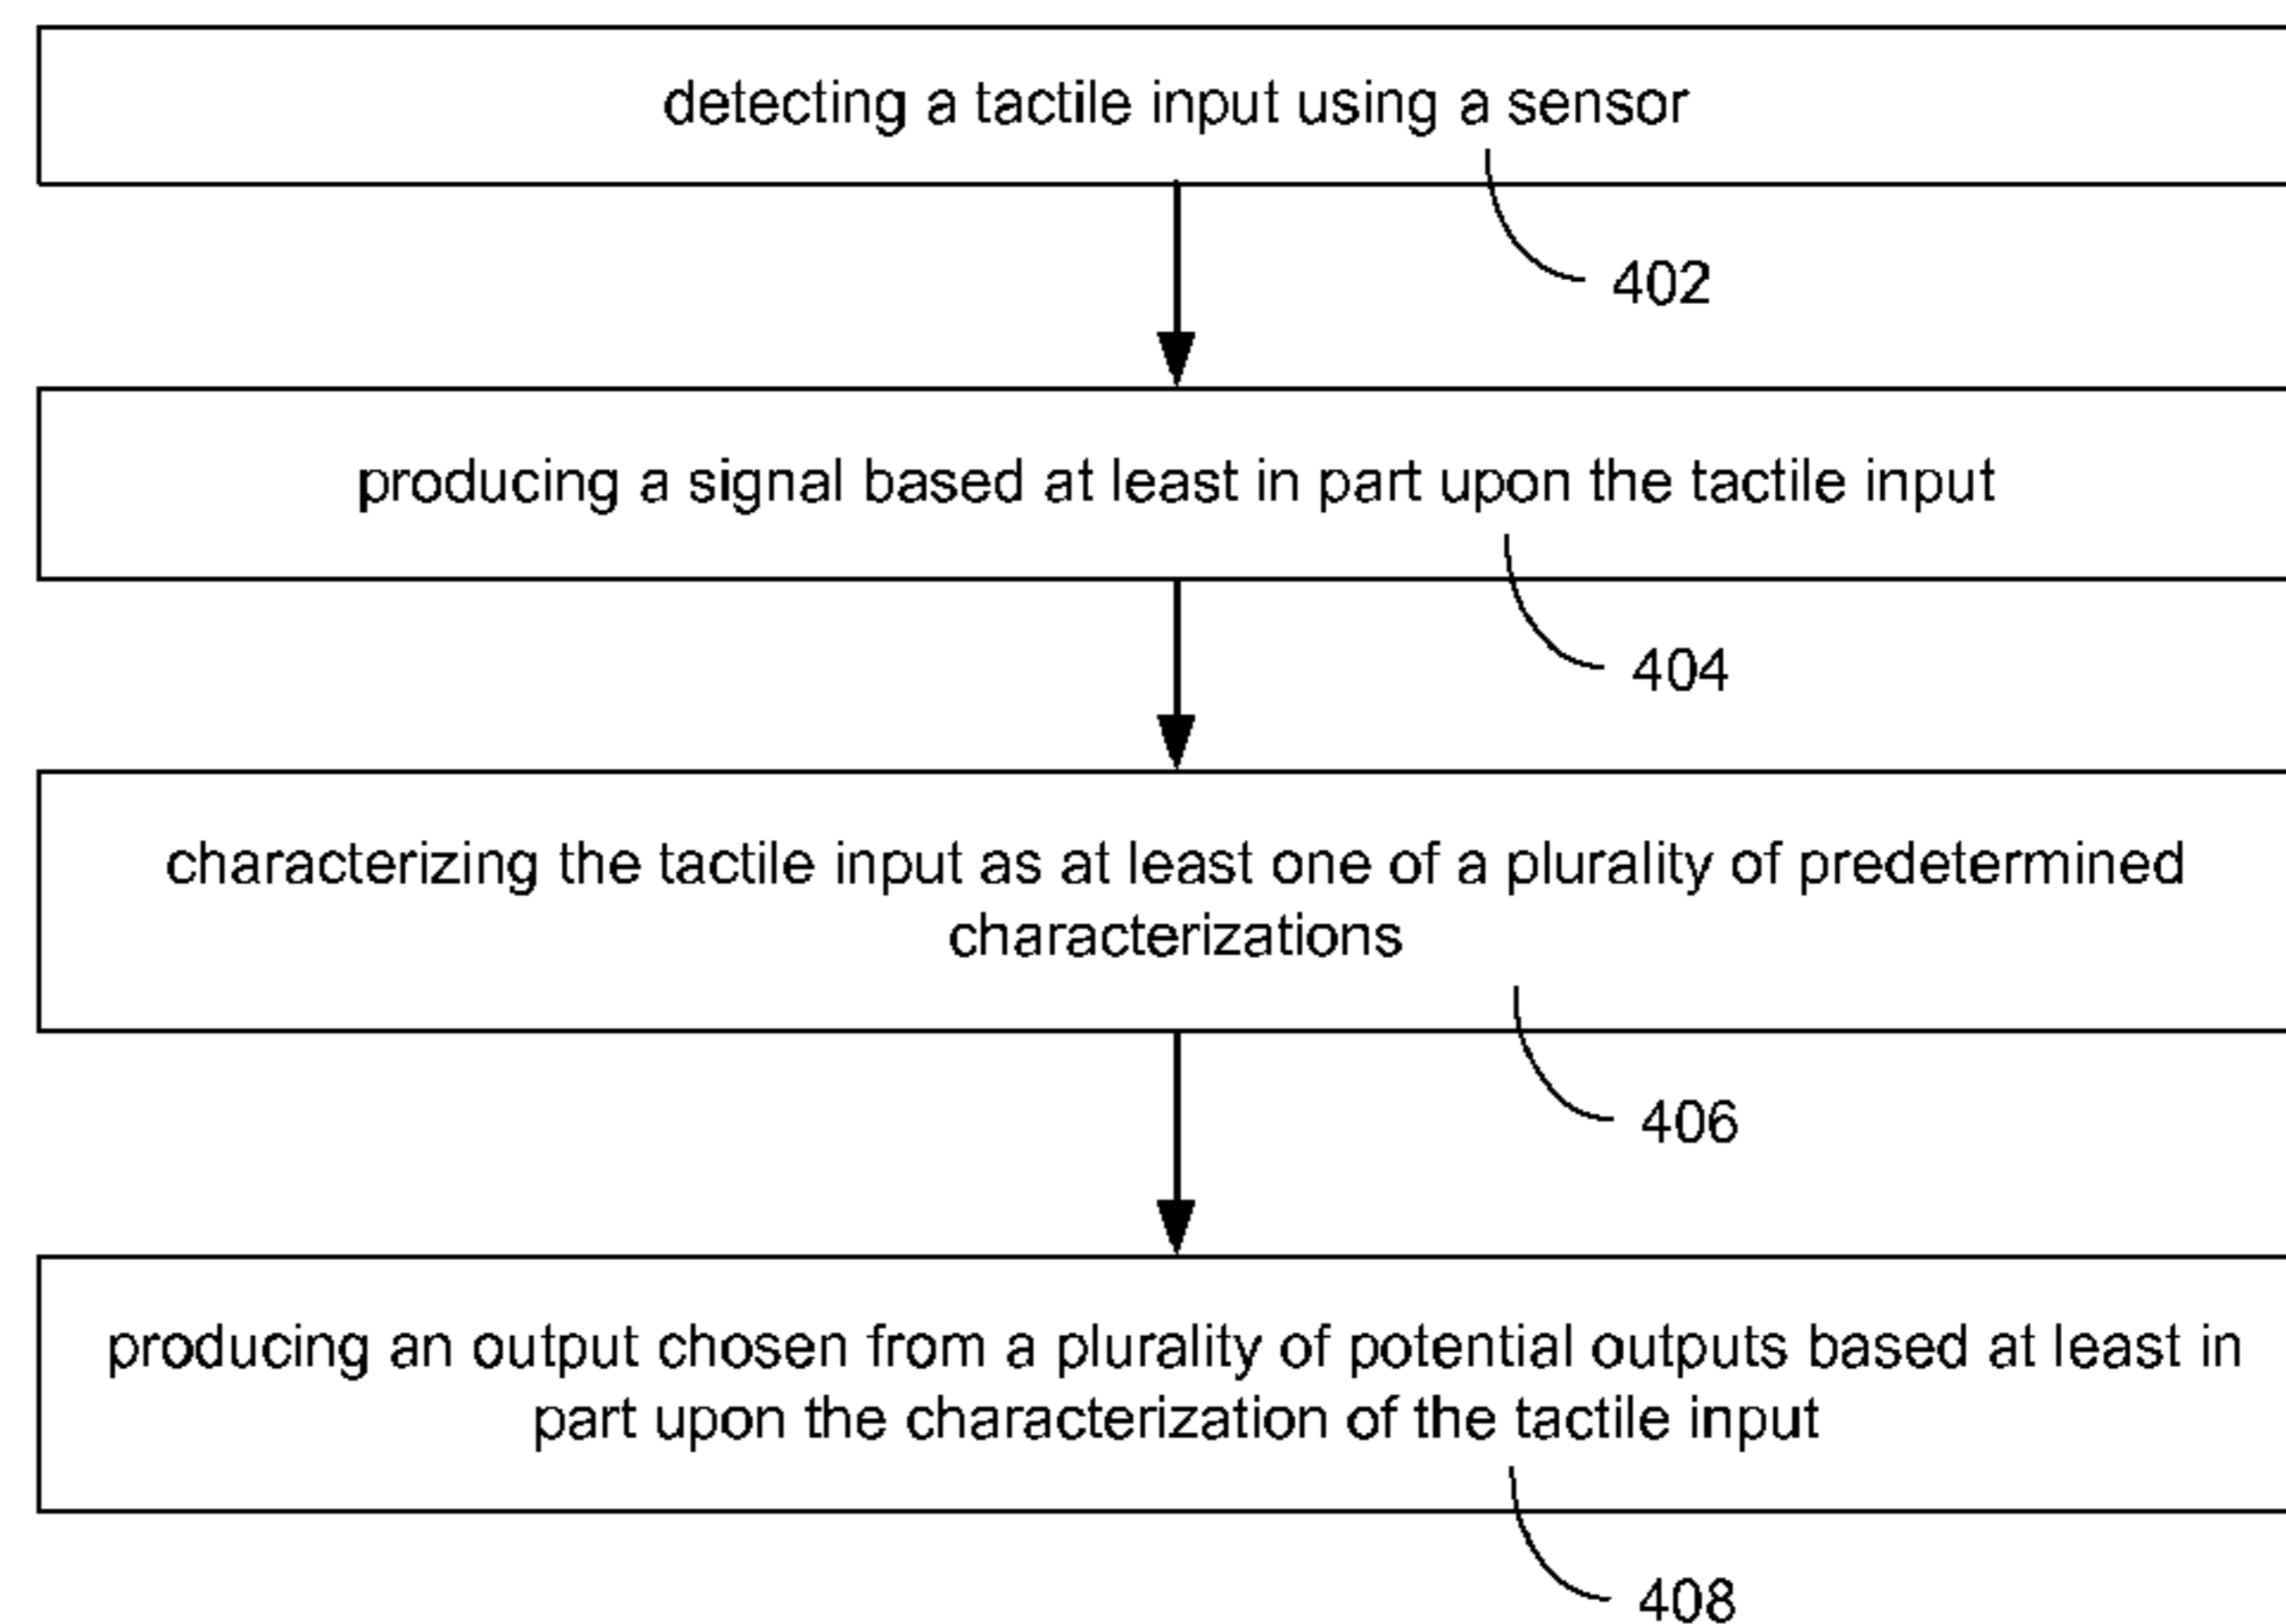 detecting a tactile input using a sensor
402
producing a signal based at least in part upon the tactile input
404
characterizing the tactile input as at least one of a plurality of predetermined
characterizations
406
producing an output chosen from a plurality of potential outputs based at least in
part upon the characterization of the tactile input
408